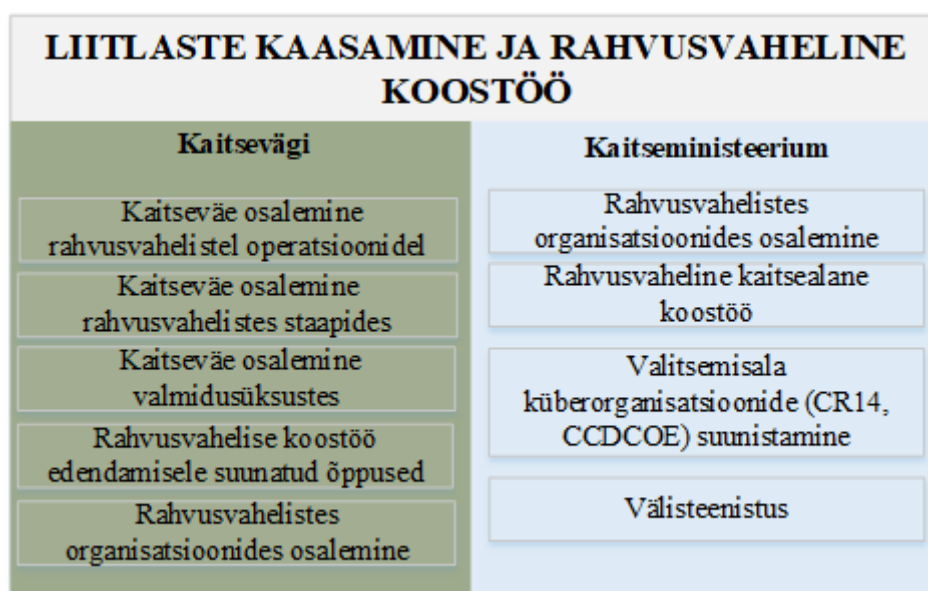 LIITLASTE KAASAMINE JA RAHVUSVAHELINE
KOOSTÖÖ
Kaitsevägi
Kaitseväe osalemine
rahvusvahelistel operatsioonidel
Kaitseväe osalemine
rahvusvahelistes staapides
Kaitseväe osalemine
valmidusüksustes
Rahvusvahelise koostöö
edendamisele suunatud õppused
Rahvusvahelistes
organisatsioonides osalemine
Kaitseministeerium
Rahvusvahelistes
organisatsioonides osalemine
Rahvusvaheline kaitsealane
koostöö
Valitsemisala
küberorganisatsioonide (CR14,
CCDCOE) suunistamine
Välisteenistus